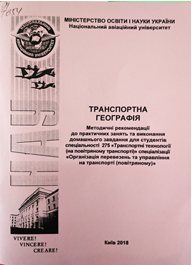 МІНІСТЕРСТВО ОСВІТИ І НАУКИ УКРАЇНИ
Національний авіаційний університет
ТРАНСПОРТНА
ГЕОГРАФІЯ
Методичні рекомендації
до практичних занять та виконання
домашнього завдання для студентів
спеціальності 275 «Транспортні технології
(на повітряному транспорті)» спеціалізації
«Організація перевезень та управління
на транспорті (повітряному)»
НАУ
VIVERE!
VINCERE!
CREARE!
Київ 2018